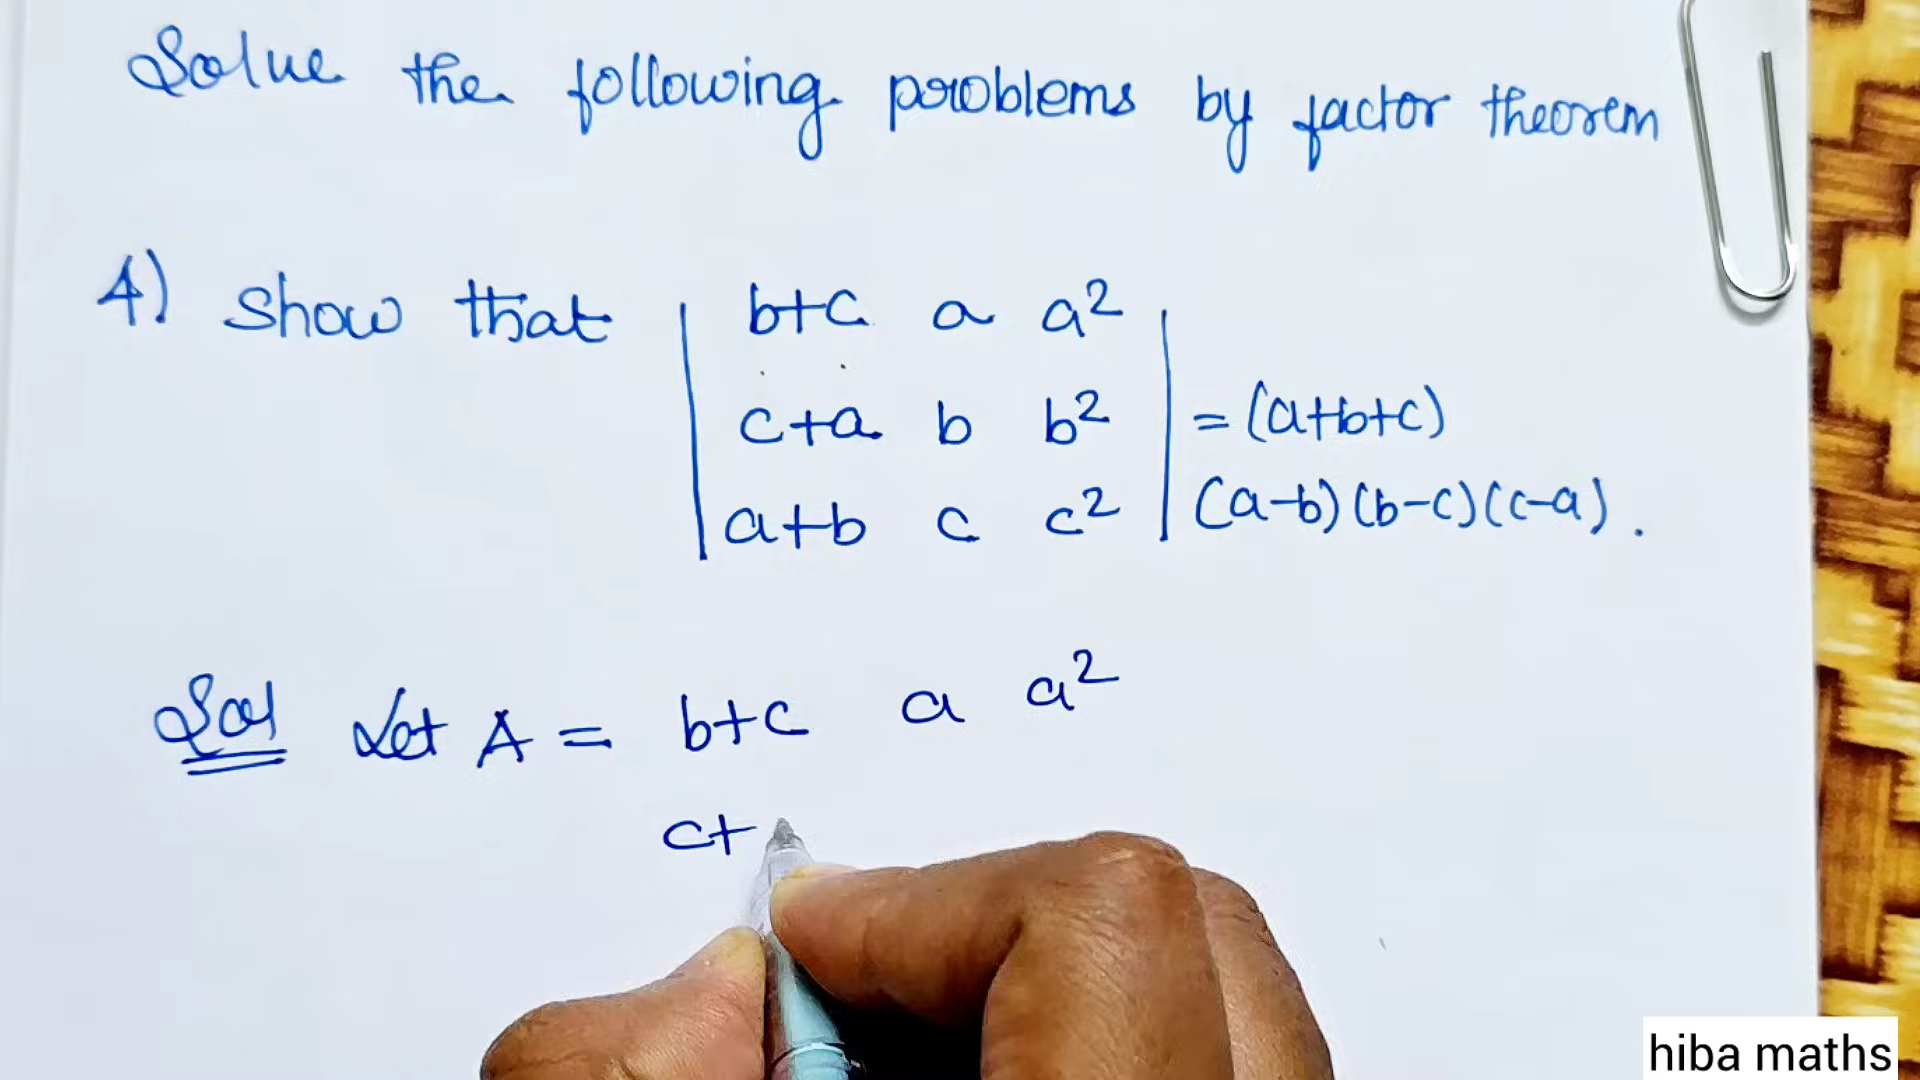 Solve the following problems by factor theorem
4) Show that | b+c a a² |
| c+a b b² | = (a+b+c)
| a+b c c² | (a-b)(b-c)(c-a).
Sol Let A = b+c a a²
c+
hiba maths